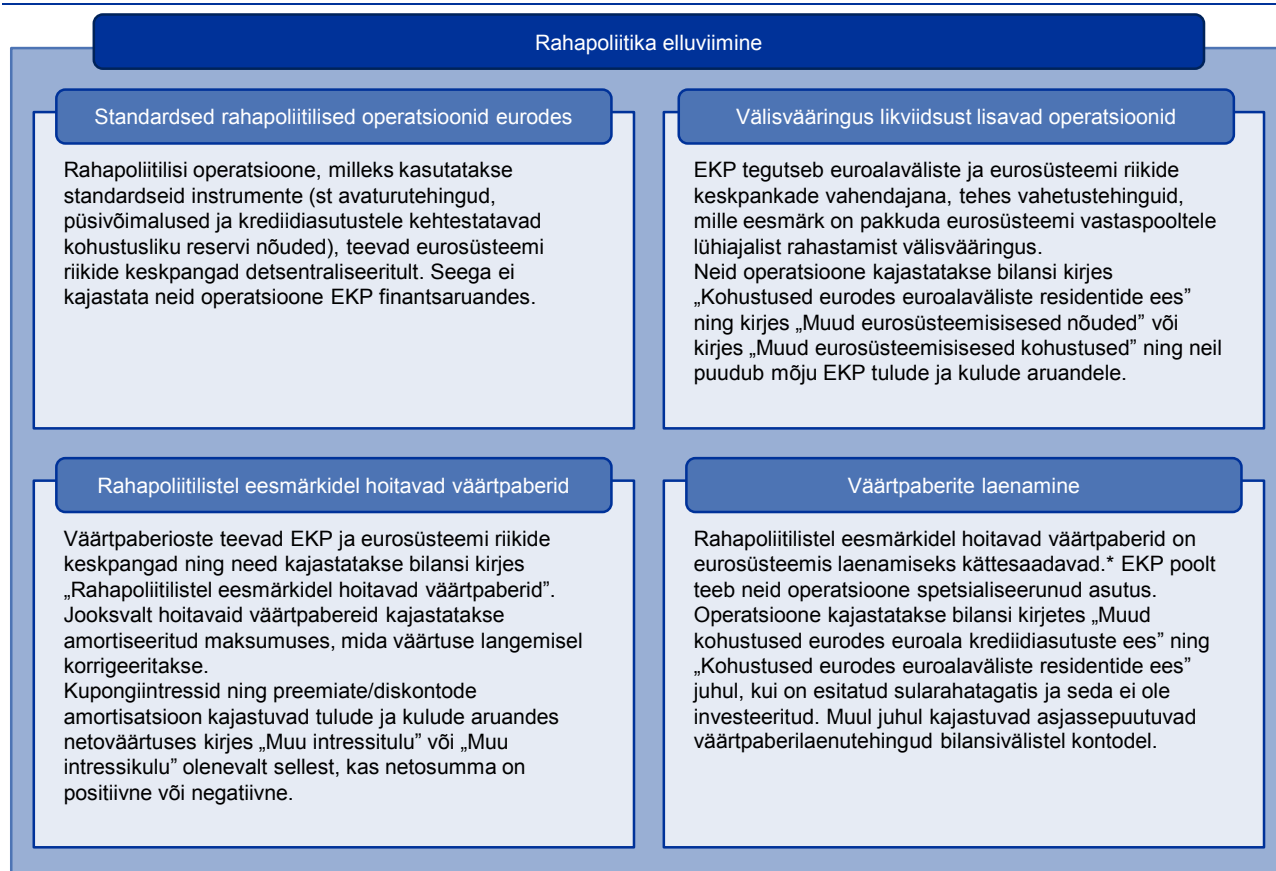 Rahapoliitika elluviimine
Standardsed rahapoliitilised operatsioonid eurodes
Rahapoliitilisi operatsioone, milleks kasutatakse
standardseid instrumente (st avaturutehingud,
püsivõimalused ja krediidiasutustele kehtestatavad
kohustusliku reservi nõuded), teevad eurosüsteemi
riikide keskpangad detsentraliseeritult. Seega ei
kajastata neid operatsioone EKP finantsaruandes.
Välisvääringus likviidsust lisavad operatsioonid
EKP tegutseb euroalaväliste ja eurosüsteemi riikide
keskpankade vahendajana, tehes vahetustehinguid,
mille eesmärk on pakkuda eurosüsteemi vastaspooltele
lühiajalist rahastamist välisvääringus.
Neid operatsioone kajastatakse bilansi kirjes
„Kohustused eurodes euroalaväliste residentide ees”
ning kirjes „Muud eurosüsteemisisesed nõuded” või
kirjes „Muud eurosüsteemisisesed kohustused” ning neil
puudub mõju EKP tulude ja kulude aruandele.
Rahapoliitilistel eesmärkidel hoitavad väärtpaberid
Väärtpaberioste teevad EKP ja eurosüsteemi riikide
keskpangad ning need kajastatakse bilansi kirjes
„Rahapoliitilistel eesmärkidel hoitavad väärtpaberid”.
Jooksvalt hoitavaid väärtpabereid kajastatakse
amortiseeritud maksumuses, mida väärtuse langemisel
korrigeeritakse.
Kupongiintressid ning preemiate/diskontode
amortisatsioon kajastuvad tulude ja kulude aruandes
netoväärtuses kirjes „Muu intressitulu” või „Muu
intressikulu” olenevalt sellest, kas netosumma on
positiivne või negatiivne.
Väärtpaberite laenamine
Rahapoliitilistel eesmärkidel hoitavad väärtpaberid on
eurosüsteemis laenamiseks kättesaadavad.* EKP poolt
teeb neid operatsioone spetsialiseerunud asutus.
Operatsioone kajastatakse bilansi kirjetes „Muud
kohustused eurodes euroala krediidiasutuste ees” ning
„Kohustused eurodes euroalaväliste residentide ees”
juhul, kui on esitatud sularahatagatis ja seda ei ole
investeeritud. Muul juhul kajastuvad asjassepuutuvad
väärtpaberilaenutehingud bilansivälistel kontodel.